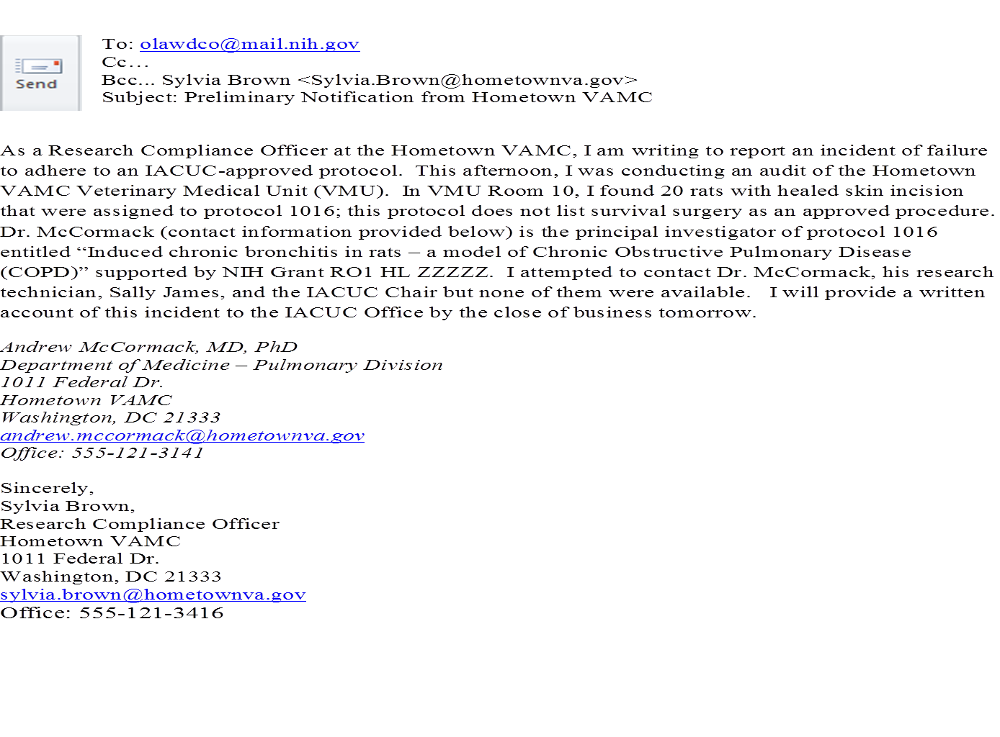 Send
To: olawdco@mail.nih.gov
Cc...
Bcc... Sylvia Brown <Sylvia.Brown@hometownva.gov>
Subject: Preliminary Notification from Hometown VAMC
As a Research Compliance Officer at the Hometown VAMC, I am writing to report an incident of failure
to adhere to an IACUC-approved protocol.  This afternoon, I was conducting an audit of the Hometown
VAMC Veterinary Medical Unit (VMU).  In VMU Room 10, I found 20 rats with healed skin incision
that were assigned to protocol 1016; this protocol does not list survival surgery as an approved procedure.
Dr. McCormack (contact information provided below) is the principal investigator of protocol 1016
entitled “Induced chronic bronchitis in rats – a model of Chronic Obstructive Pulmonary Disease
(COPD)” supported by NIH Grant RO1 HL ZZZZZ.  I attempted to contact Dr. McCormack, his research
technician, Sally James, and the IACUC Chair but none of them were available.   I will provide a written
account of this incident to the IACUC Office by the close of business tomorrow.
Andrew McCormack, MD, PhD
Department of Medicine – Pulmonary Division
1011 Federal Dr.
Hometown VAMC
Washington, DC 21333
andrew.mccormack@hometownva.gov
Office: 555-121-3141
Sincerely,
Sylvia Brown,
Research Compliance Officer
Hometown VAMC
1011 Federal Dr.
Washington, DC 21333
sylvia.brown@hometownva.gov
Office: 555-121-3416